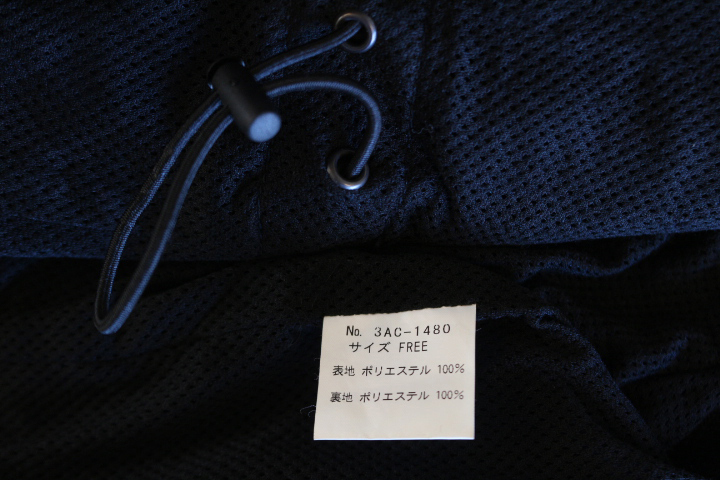 No. 3AC-1480
サイズ FREE
表地 ポリエステル 100%
裏地 ポリエステル 100%